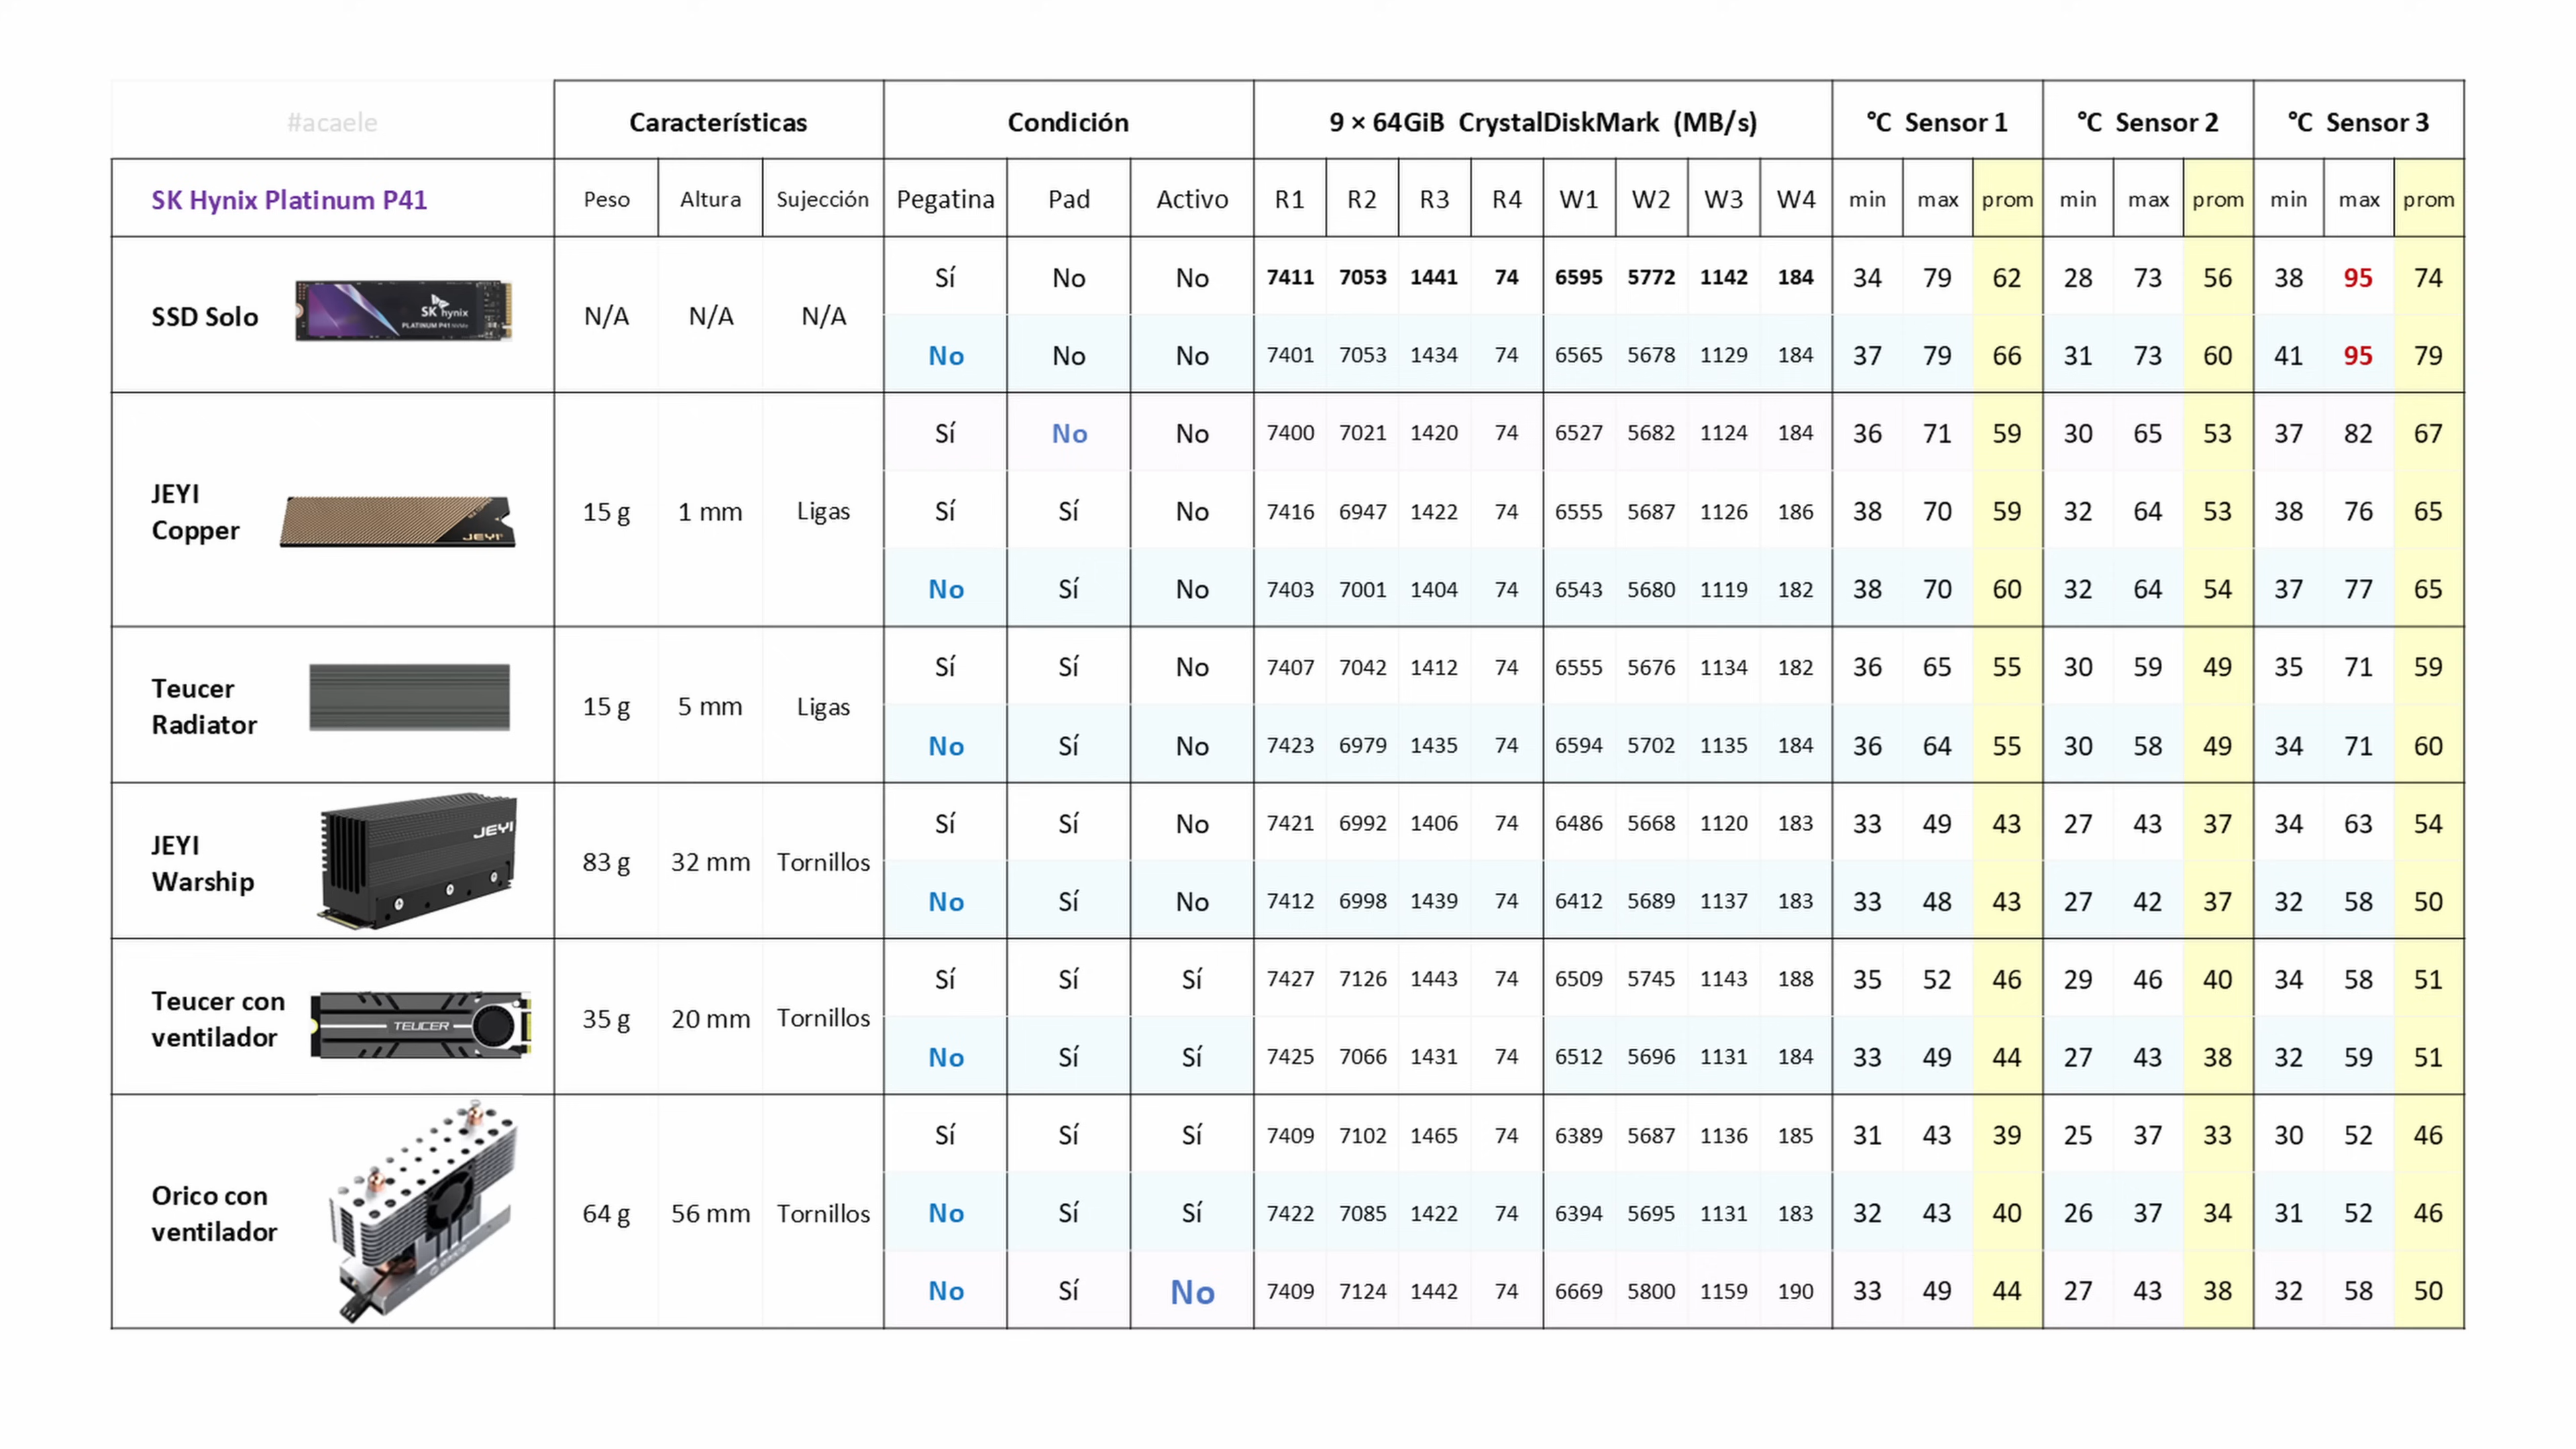 #acaele Características Condición 9 × 64GiB CrystalDiskMark (MB/s) °C Sensor 1 °C Sensor 2 °C Sensor 3
SK Hynix Platinum P41 Peso Altura Sujección Pegatina Pad Activo R1 R2 R3 R4 W1 W2 W3 W4 min max prom min max prom min max prom
SSD Solo
SK hynix
PLATINUM P41 NVMe
N/A N/A N/A
Sí No No 7411 7053 1441 74 6595 5772 1142 184 34 79 62 28 73 56 38 95 74
No No No 7401 7053 1434 74 6565 5678 1129 184 37 79 66 31 73 60 41 95 79
JEYI
Copper
JEYI
15 g 1 mm Ligas
Sí No No 7400 7021 1420 74 6527 5682 1124 184 36 71 59 30 65 53 37 82 67
Sí Sí No 7416 6947 1422 74 6555 5687 1126 186 38 70 59 32 64 53 38 76 65
No Sí No 7403 7001 1404 74 6543 5680 1119 182 38 70 60 32 64 54 37 77 65
Teucer
Radiator
15 g 5 mm Ligas
Sí Sí No 7407 7042 1412 74 6555 5676 1134 182 36 65 55 30 59 49 35 71 59
No Sí No 7423 6979 1435 74 6594 5702 1135 184 36 64 55 30 58 49 34 71 60
JEYI
Warship
JEYI
83 g 32 mm Tornillos
Sí Sí No 7421 6992 1406 74 6486 5668 1120 183 33 49 43 27 43 37 34 63 54
No Sí No 7412 6998 1439 74 6412 5689 1137 183 33 48 43 27 42 37 32 58 50
Teucer con
ventilador
TEUCER
35 g 20 mm Tornillos
Sí Sí Sí 7427 7126 1443 74 6509 5745 1143 188 35 52 46 29 46 40 34 58 51
No Sí Sí 7425 7066 1431 74 6512 5696 1131 184 33 49 44 27 43 38 32 59 51
Orico con
ventilador
64 g 56 mm Tornillos
Sí Sí Sí 7409 7102 1465 74 6389 5687 1136 185 31 43 39 25 37 33 30 52 46
No Sí Sí 7422 7085 1422 74 6394 5695 1131 183 32 43 40 26 37 34 31 52 46
No Sí No 7409 7124 1442 74 6669 5800 1159 190 33 49 44 27 43 38 32 58 50